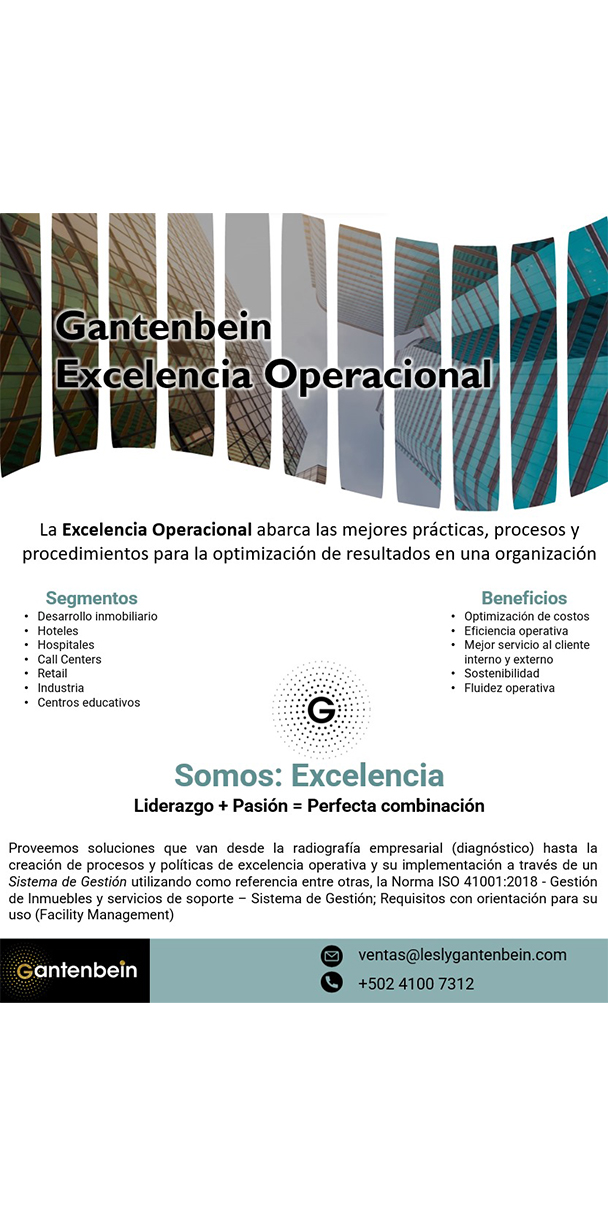 Gantenbein
Excelencia Operacional
La Excelencia Operacional abarca las mejores prácticas, procesos y
procedimientos para la optimización de resultados en una organización
Segmentos
• Desarrollo inmobiliario
• Hoteles
• Hospitales
• Call Centers
• Retail
• Industria
• Centros educativos
Beneficios
• Optimización de costos
• Eficiencia operativa
• Mejor servicio al cliente
interno y externo
• Sostenibilidad
• Fluidez operativa
G
Somos: Excelencia
Liderazgo + Pasión = Perfecta combinación
Proveemos soluciones que van desde la radiografía empresarial (diagnóstico) hasta la
creación de procesos y políticas de excelencia operativa y su implementación a través de un
Sistema de Gestión utilizando como referencia entre otras, la Norma ISO 41001:2018 - Gestión
de Inmuebles y servicios de soporte – Sistema de Gestión; Requisitos con orientación para su
uso (Facility Management)
Gantenbein
ventas@leslygantenbein.com
+502 4100 7312